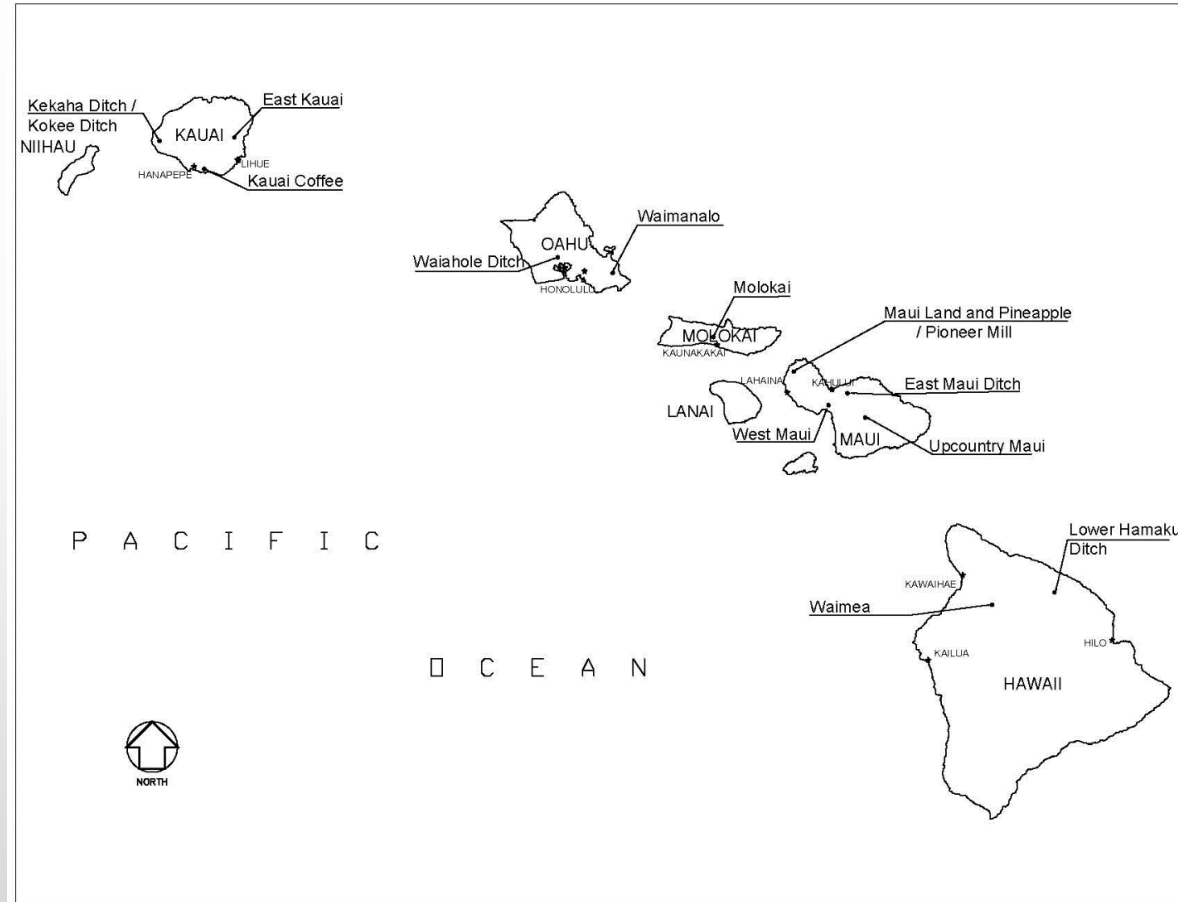 Kekaha Ditch /
Kokee Ditch
East Kauai
KAUAI
NIIHAU
HANAPEPE
LIHUE
Kauai Coffee
Waimanalo
OAHU
Waiahole Ditch
HONOLULU
Molokai
MOLOKAI
KAUNAKAKAI
Maui Land and Pineapple
/ Pioneer Mill
LAHAINA
KAHULUI
East Maui Ditch
LANAI
West Maui
MAUI
Upcountry Maui
P A C I F I C
Lower Hamaku
Ditch
KAWAIHAE
Waimea
HILO
O C E A N
KAILUA
HAWAII
NORTH